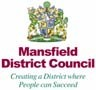 Mansfield
District Council
Creating a District where
People can Succeed